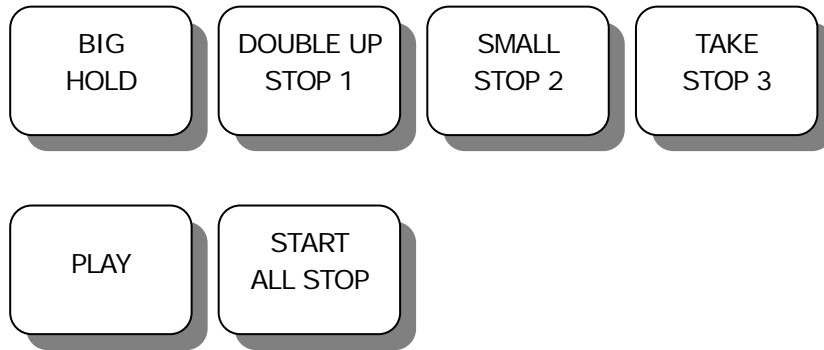 BIG
HOLD
DOUBLE UP
STOP 1
SMALL
STOP 2
TAKE
STOP 3
PLAY
START
ALL STOP